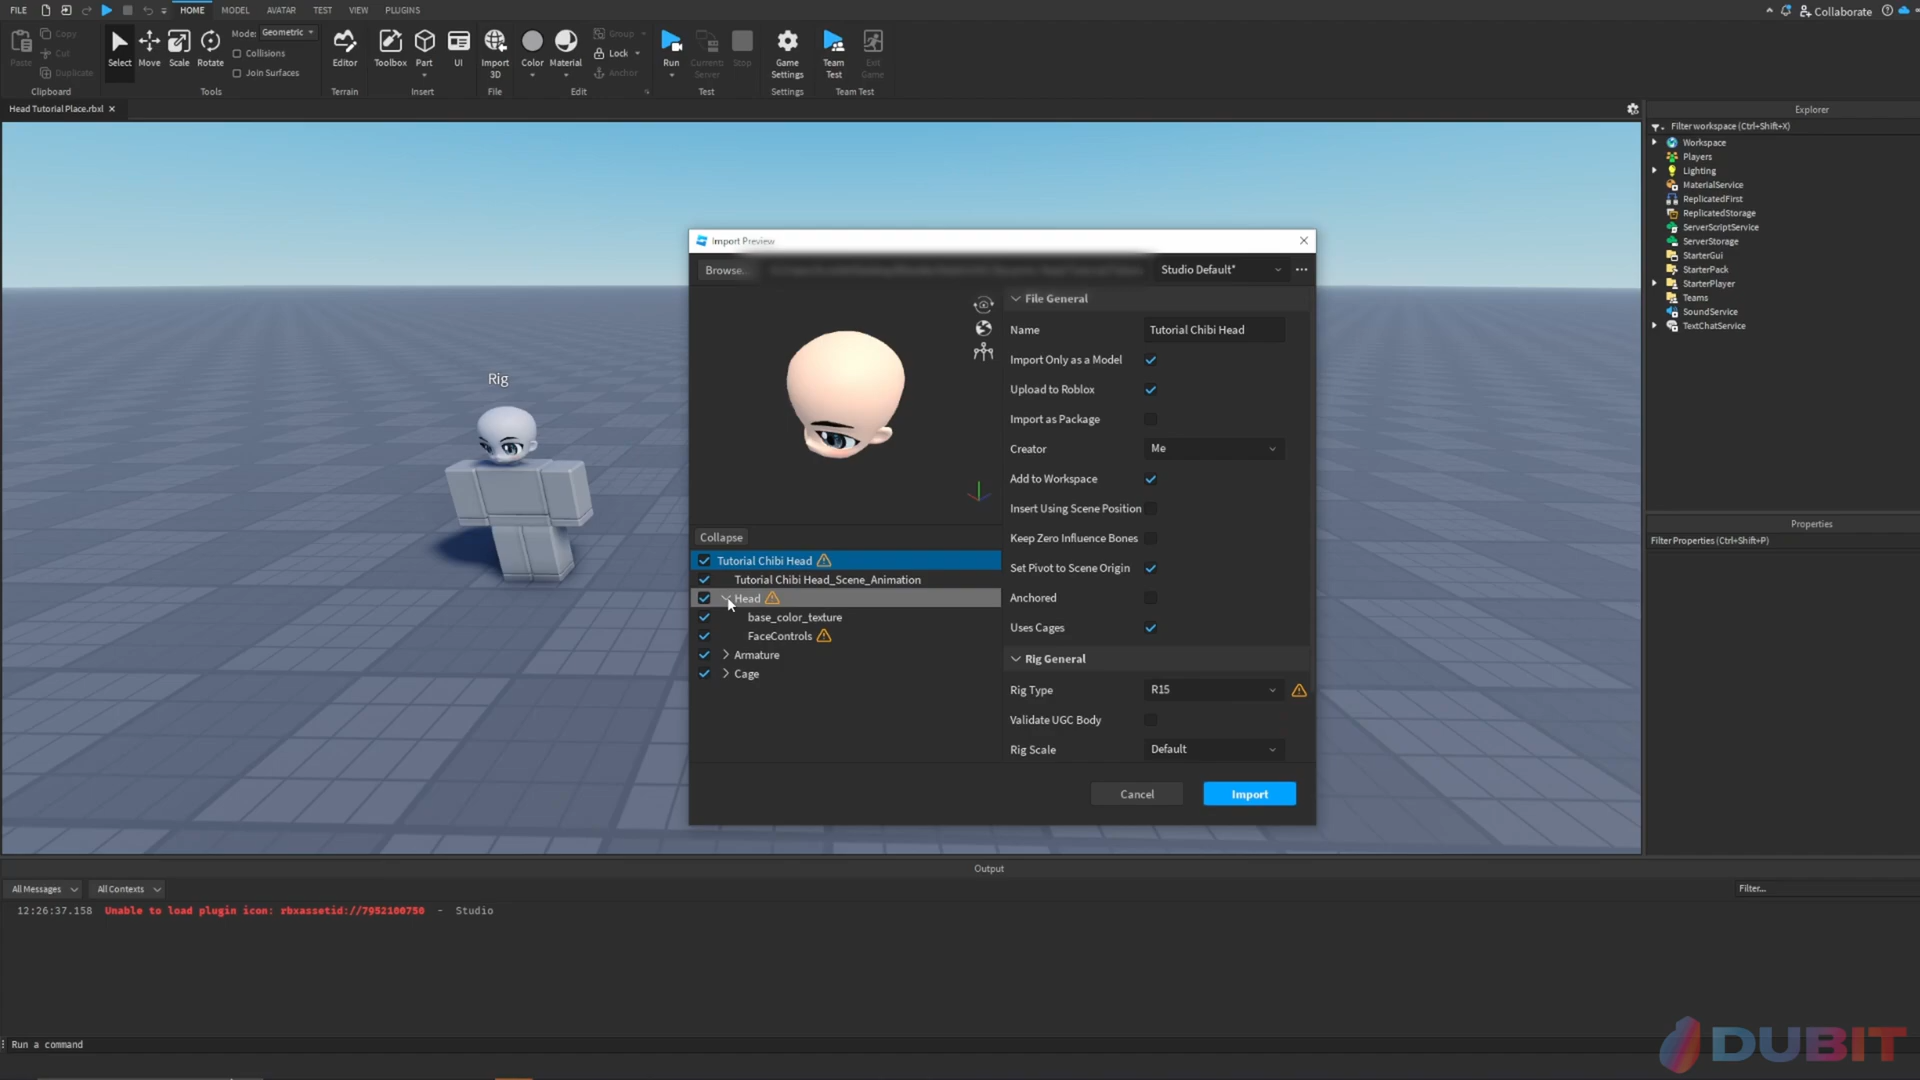 FILE HOME MODEL AVATAR TEST VIEW PLUGINS Collaborate
Paste Copy Cut Duplicate Clipboard
Select Move Scale Rotate Mode: Geometric Collisions Join Surfaces Tools
Editor Terrain
Toolbox Part UI Insert
Import 3D File
Color Material Group Lock Anchor Edit
Run Current: Server Stop Test
Game Settings Settings
Team Test Exit Game Team Test
Head Tutorial Place.rbxl
Rig
Import Preview
Browse...
Studio Default*
File General
Name Tutorial Chibi Head
Import Only as a Model
Upload to Roblox
Import as Package
Creator Me
Add to Workspace
Insert Using Scene Position
Keep Zero Influence Bones
Set Pivot to Scene Origin
Anchored
Uses Cages
Rig General
Rig Type R15
Validate UGC Body
Rig Scale Default
Collapse
Tutorial Chibi Head
Tutorial Chibi Head_Scene_Animation
Head
base_color_texture
FaceControls
Armature
Cage
Cancel Import
Explorer
Filter workspace (Ctrl+Shift+X)
Workspace
Players
Lighting
MaterialService
ReplicatedFirst
ReplicatedStorage
ServerScriptService
ServerStorage
StarterGui
StarterPack
StarterPlayer
Teams
SoundService
TextChatService
Properties
Filter Properties (Ctrl+Shift+P)
Output
All Messages All Contexts Filter...
12:26:37.158 Unable to load plugin icon: rbxassetid://7952100750 - Studio
Run a command
DUBIT